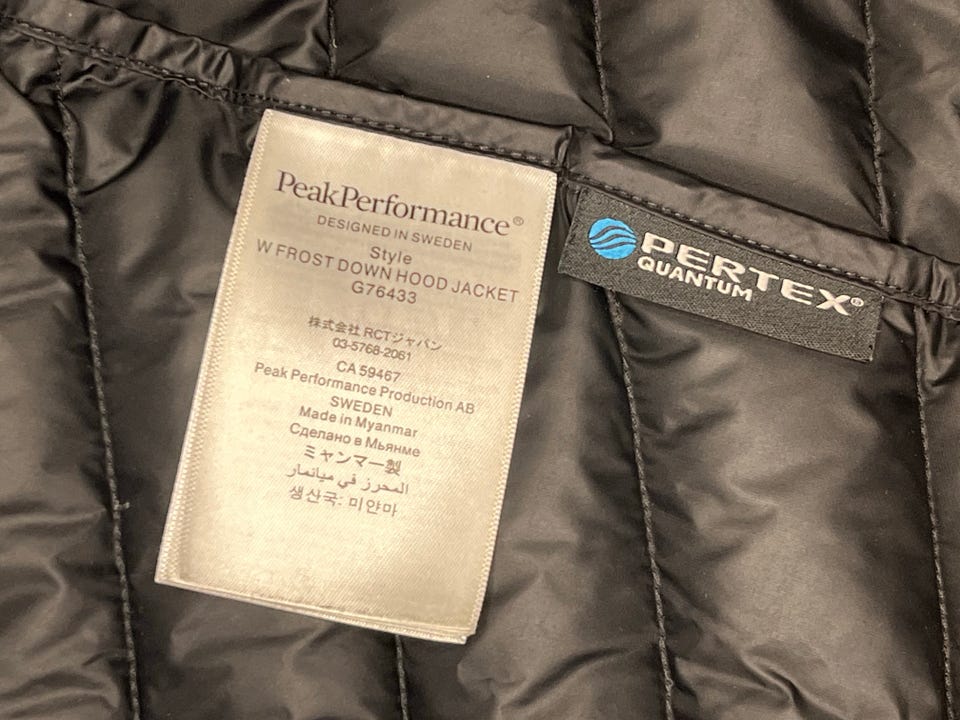 PeakPerformance®
DESIGNED IN SWEDEN
Style
W FROST DOWN HOOD JACKET
G76433
株式会社 RCTジャパン
03-5768-2061
CA 59467
Peak Performance Production AB
SWEDEN
Made in Myanmar
Сделано в Мьянме
ミャンマー製
المحرز في ميانمار
생산국: 미얀마
PERTEX®
QUANTUM